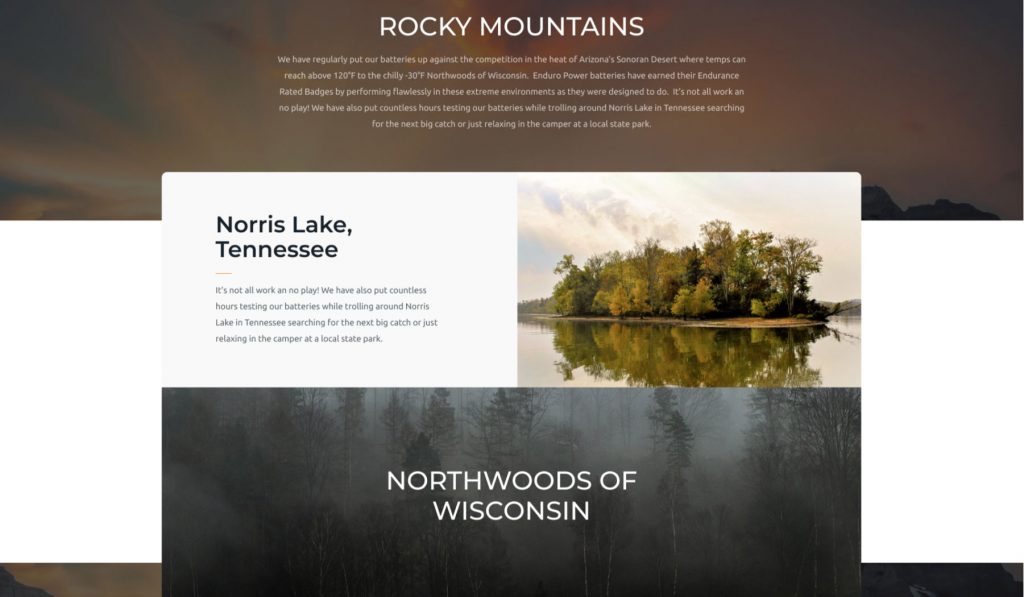 ROCKY MOUNTAINS
We have regularly put our batteries up against the competition in the heat of Arizona's Sonoran Desert where temps can
reach above 120°F to the chilly -30°F Northwoods of Wisconsin.  Enduro Power batteries have earned their Endurance
Rated Badges by performing flawlessly in these extreme environments as they were designed to do.  It's not all work an
no play! We have also put countless hours testing our batteries while trolling around Norris Lake in Tennessee searching
for the next big catch or just relaxing in the camper at a local state park.
Norris Lake,
Tennessee
It's not all work an no play! We have also put countless
hours testing our batteries while trolling around Norris
Lake in Tennessee searching for the next big catch or just
relaxing in the camper at a local state park.
NORTHWOODS OF
WISCONSIN